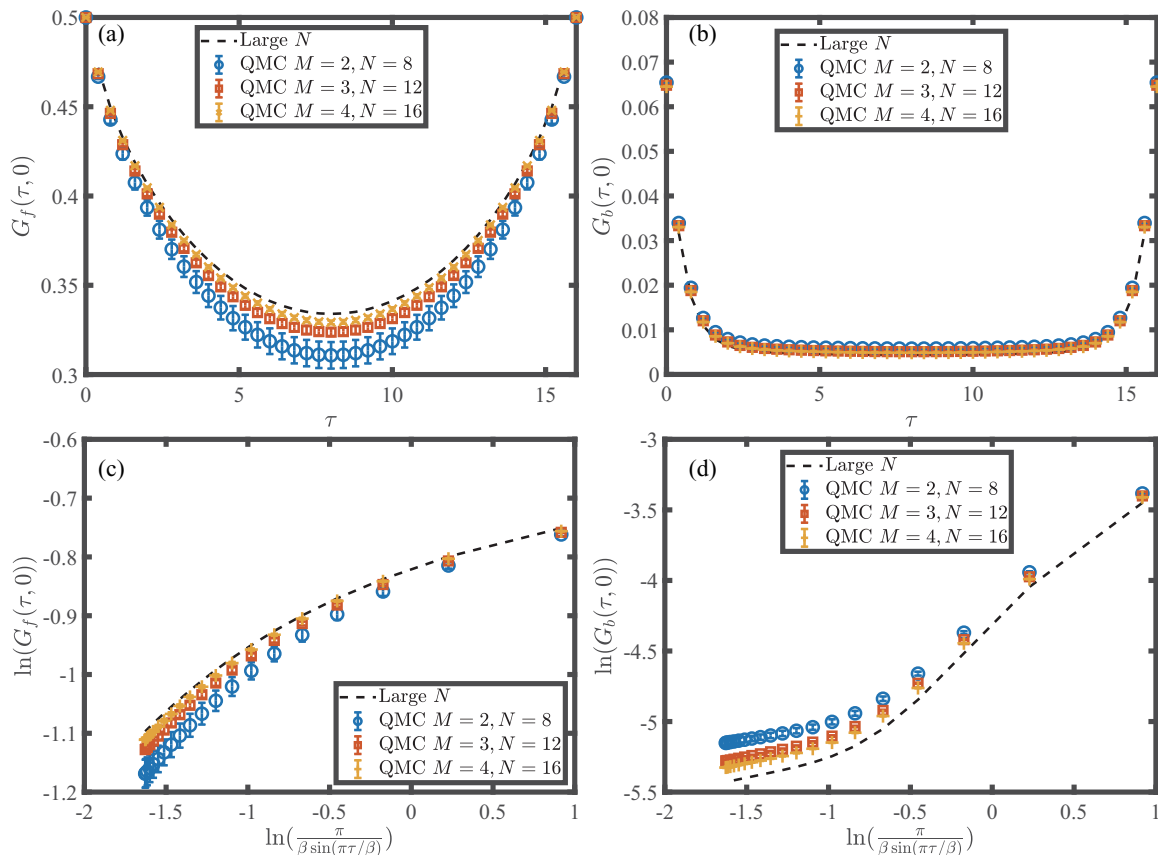 (a)
Large N
QMC M = 2, N = 8
QMC M = 3, N = 12
QMC M = 4, N = 16
G_f(τ, 0)
0.5
0.45
0.4
0.35
0.3
0 5 10 15
τ
(b)
Large N
QMC M = 2, N = 8
QMC M = 3, N = 12
QMC M = 4, N = 16
G_b(τ, 0)
0.08
0.07
0.06
0.05
0.04
0.03
0.02
0.01
0
0 5 10 15
τ
(c)
Large N
QMC M = 2, N = 8
QMC M = 3, N = 12
QMC M = 4, N = 16
ln(G_f(τ, 0))
-0.6
-0.7
-0.8
-0.9
-1
-1.1
-1.2
-2 -1.5 -1 -0.5 0 0.5 1
ln(π / β sin(πτ/β))
(d)
Large N
QMC M = 2, N = 8
QMC M = 3, N = 12
QMC M = 4, N = 16
ln(G_b(τ, 0))
-3
-3.5
-4
-4.5
-5
-5.5
-2 -1.5 -1 -0.5 0 0.5 1
ln(π / β sin(πτ/β))